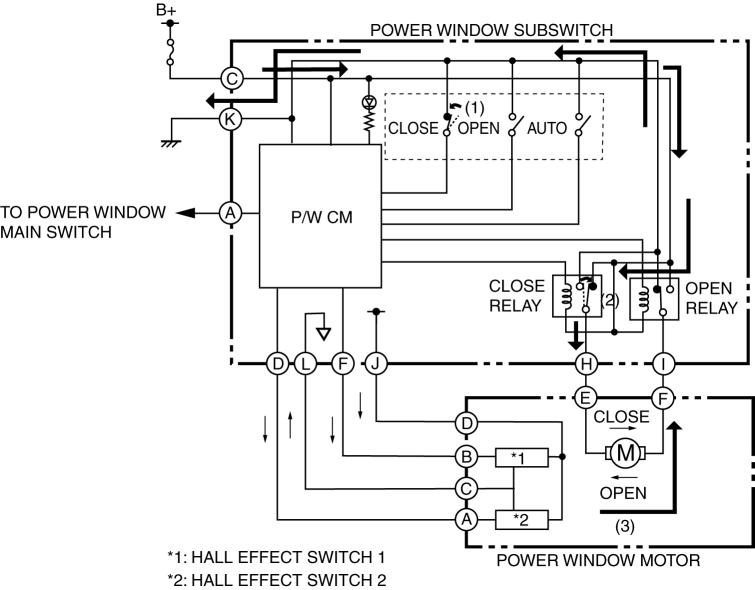 B+
POWER WINDOW SUBSWITCH
C
(1)
K
CLOSE OPEN AUTO
TO POWER WINDOW
MAIN SWITCH
A
P/W CM
CLOSE
RELAY
(2)
OPEN
RELAY
D L F J H I
E F
CLOSE
M
OPEN
(3)
D
B *1
C
A *2
POWER WINDOW MOTOR
*1: HALL EFFECT SWITCH 1
*2: HALL EFFECT SWITCH 2